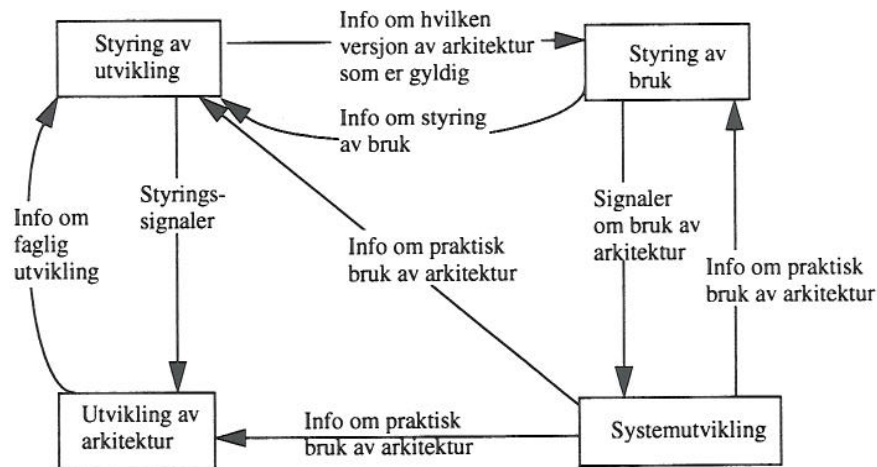 Styring av
utvikling
Info om hvilken
versjon av arkitektur
som er gyldig
Styring av
bruk
Info om styring
av bruk
Info om
faglig
utvikling
Styrings-
signaler
Info om praktisk
bruk av arkitektur
Signaler
om bruk av
arkitektur
Info om praktisk
bruk av arkitektur
Utvikling av
arkitektur
Info om praktisk
bruk av arkitektur
Systemutvikling